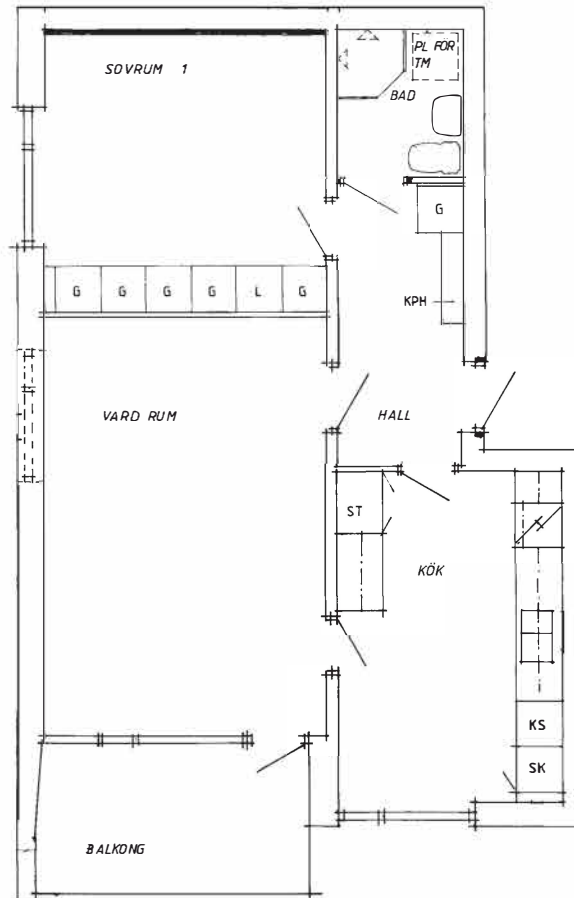 SOVRUM 1
PL FÖR
TM
BAD
G
G G G G L G
KPH
VARDRUM
HALL
ST
KÖK
KS
SK
BALKONG